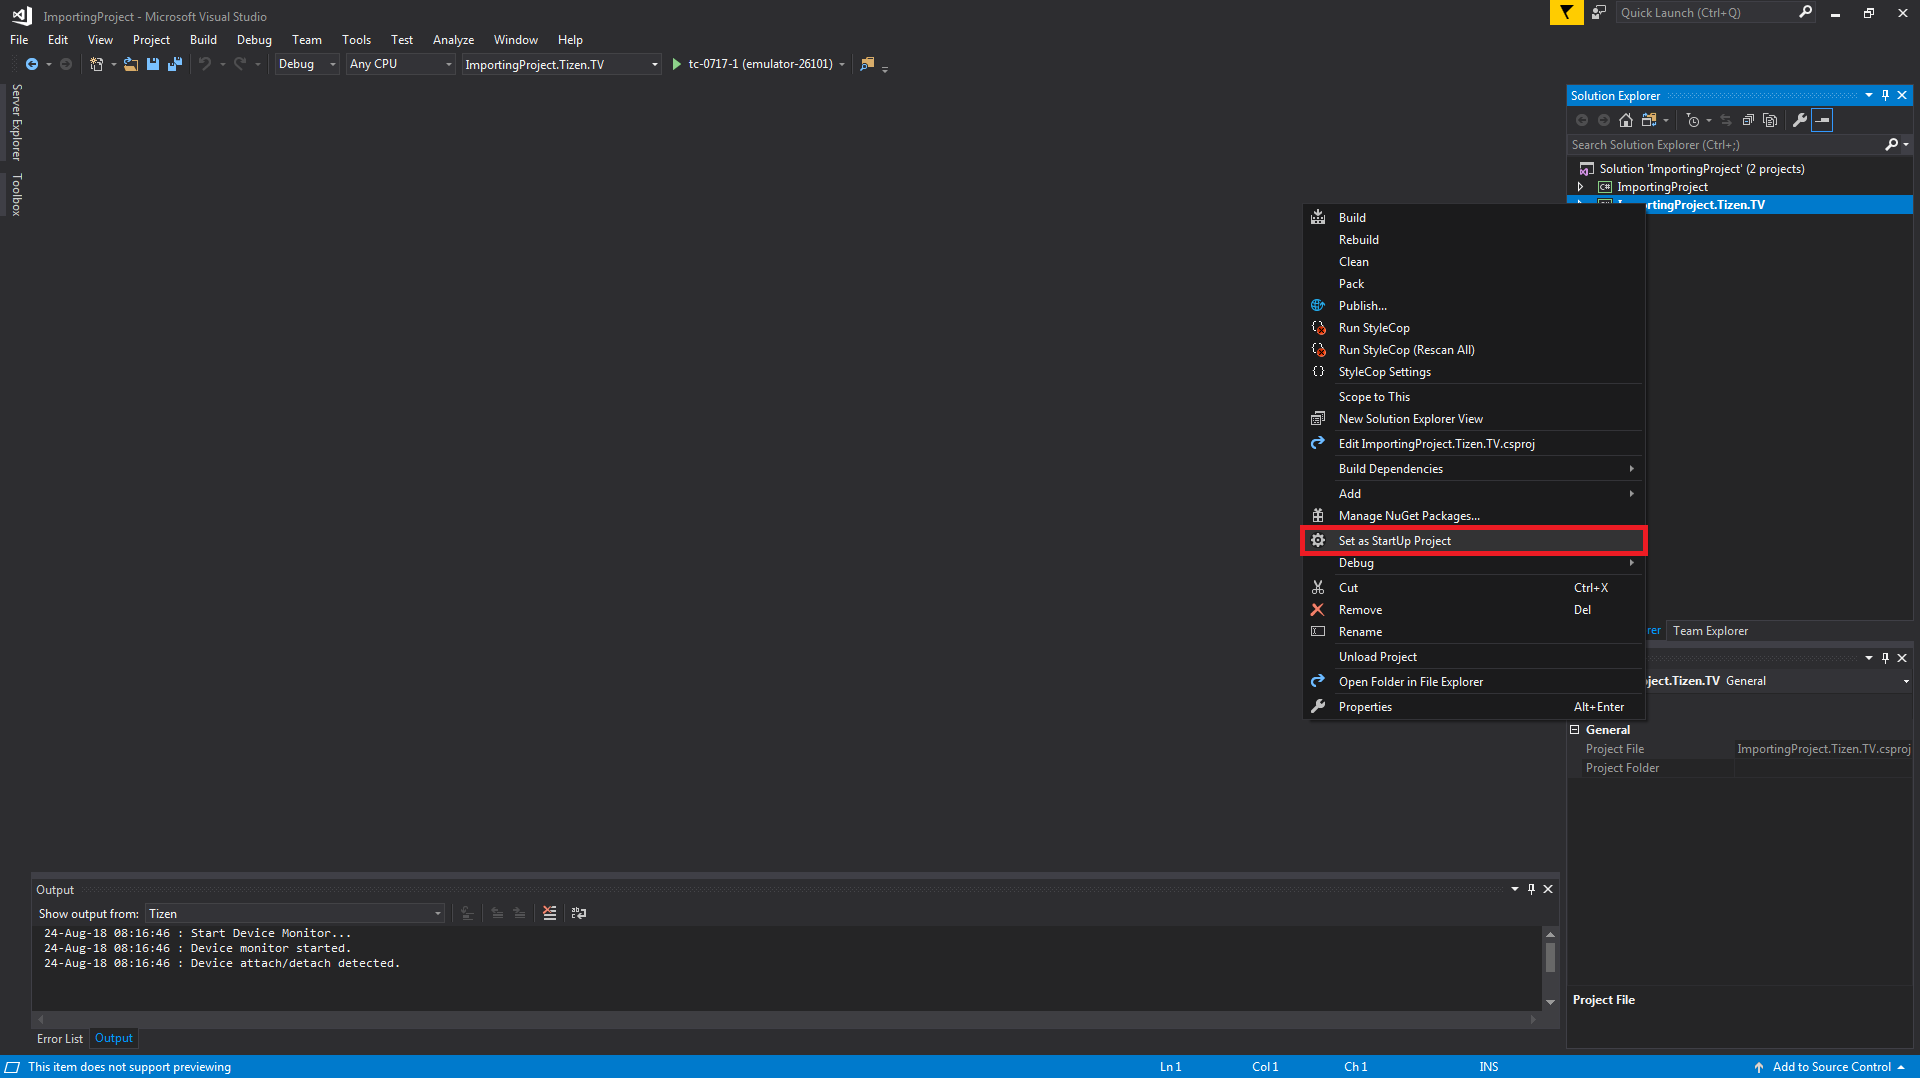 ImportingProject - Microsoft Visual Studio
Quick Launch (Ctrl+Q)
File Edit View Project Build Debug Team Tools Test Analyze Window Help
Debug Any CPU ImportingProject.Tizen.TV tc-0717-1 (emulator-26101)
Server Explorer
Toolbox
Solution Explorer
Search Solution Explorer (Ctrl+;)
Solution 'ImportingProject' (2 projects)
ImportingProject
rtingProject.Tizen.TV
Build
Rebuild
Clean
Pack
Publish...
Run StyleCop
Run StyleCop (Rescan All)
StyleCop Settings
Scope to This
New Solution Explorer View
Edit ImportingProject.Tizen.TV.csproj
Build Dependencies
Add
Manage NuGet Packages...
Set as StartUp Project
Debug
Cut Ctrl+X
Remove Del
Rename
Unload Project
Open Folder in File Explorer
Properties Alt+Enter
rer Team Explorer
ject.Tizen.TV General
General
Project File ImportingProject.Tizen.TV.csproj
Project Folder
Project File
Output
Show output from: Tizen
24-Aug-18 08:16:46 : Start Device Monitor...
24-Aug-18 08:16:46 : Device monitor started.
24-Aug-18 08:16:46 : Device attach/detach detected.
Error List Output
This item does not support previewing Ln 1 Col 1 Ch 1 INS Add to Source Control